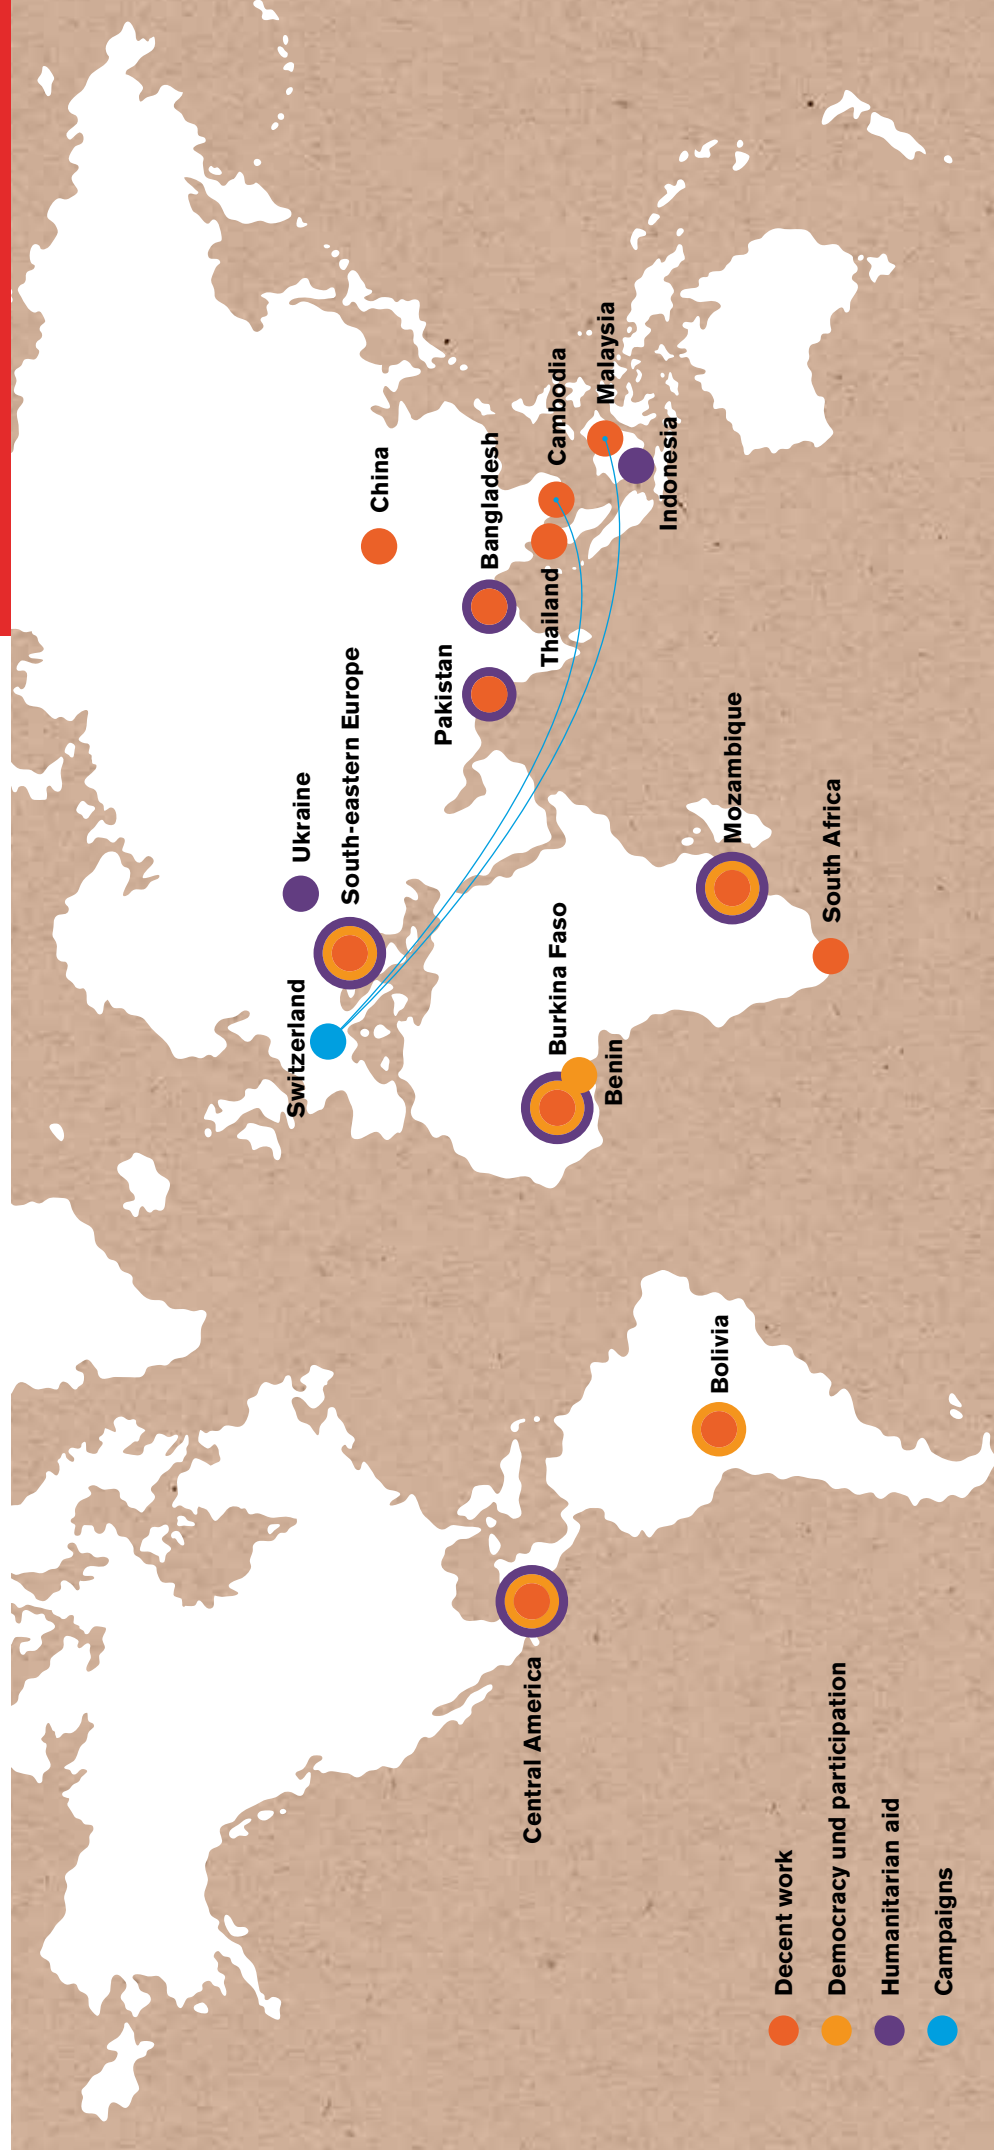 Switzerland
Ukraine
South-eastern Europe
China
Pakistan
Bangladesh
Thailand
Cambodia
Malaysia
Indonesia
Central America
Burkina Faso
Benin
Bolivia
Mozambique
South Africa
Decent work
Democracy und participation
Humanitarian aid
Campaigns